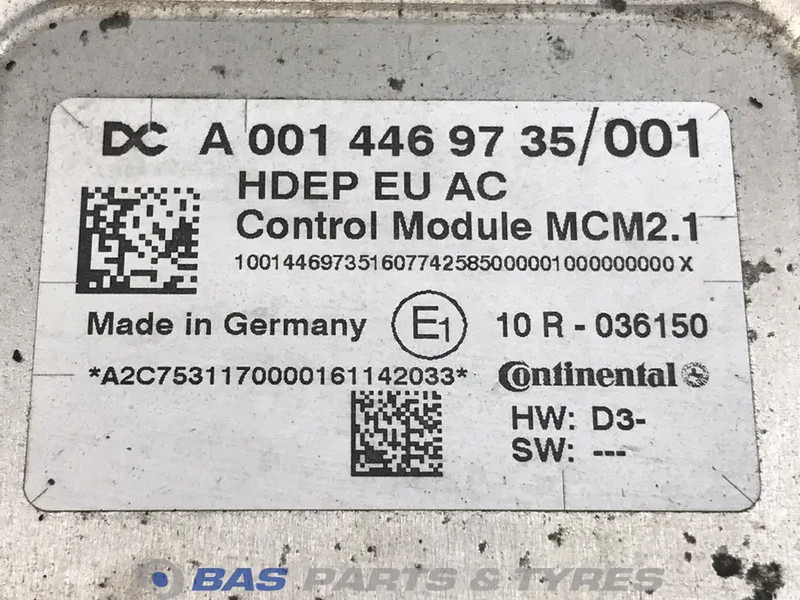 DC A 001 446 97 35/001
HDEP EU AC
Control Module MCM2.1
10014469735160774258500000100000000 X
Made in Germany E1 10 R - 036150
*A2C7531170000161142033* Continental
HW: D3-
SW: ---
BAS PARTS & TYRES